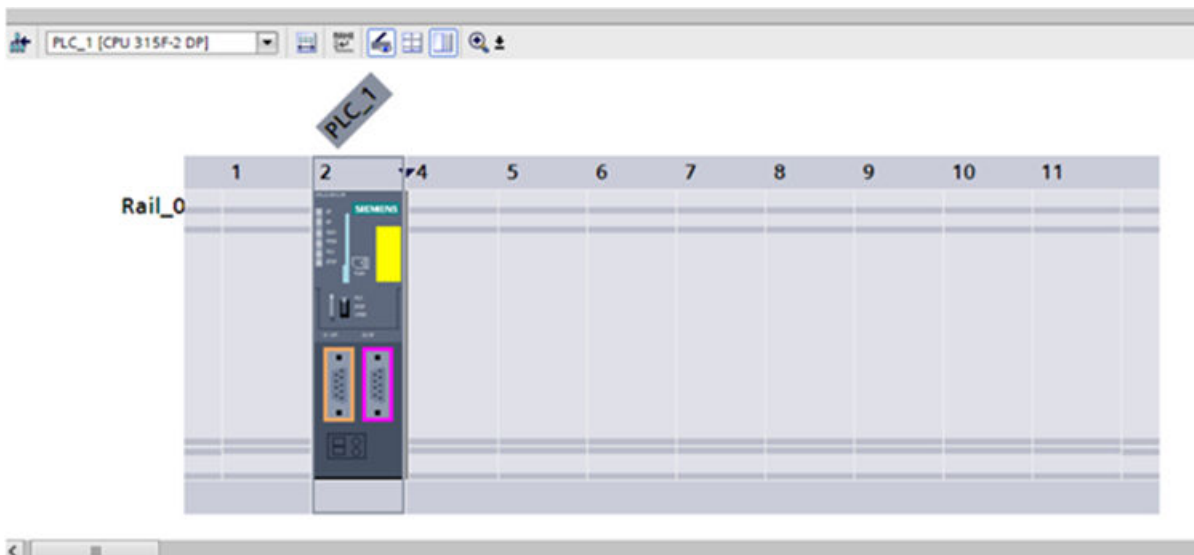 PLC_1 [CPU 315F-2 DP]
PLC_1
1 2 4 5 6 7 8 9 10 11
Rail_0
SIEMENS